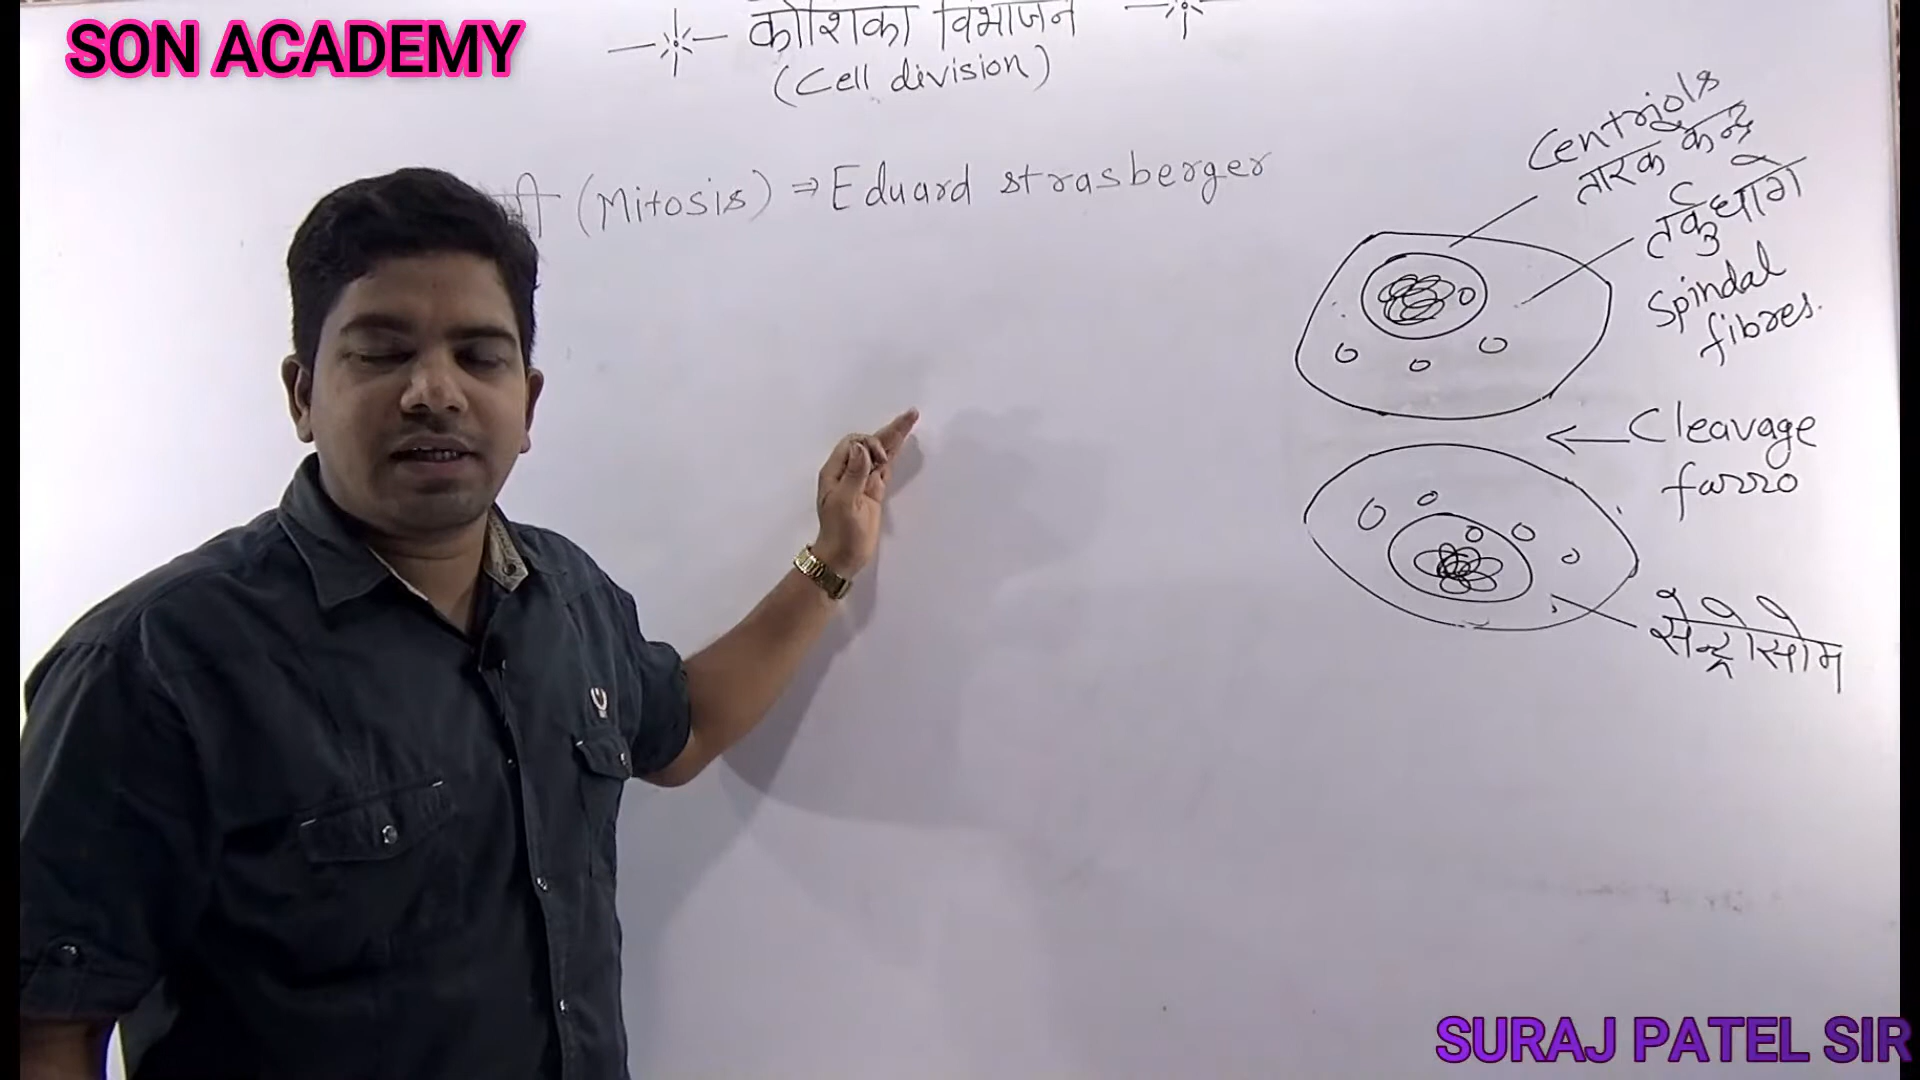 SON ACADEMY
कोशिका विभाजन
(Cell division)
(Mitosis) ⇒ Eduard strasberger
Centriols
तारक केन्द्र
तर्कुधागे
Spindal
fibres.
← Cleavage
furro
सेन्ट्रोसोम
SURAJ PATEL SIR